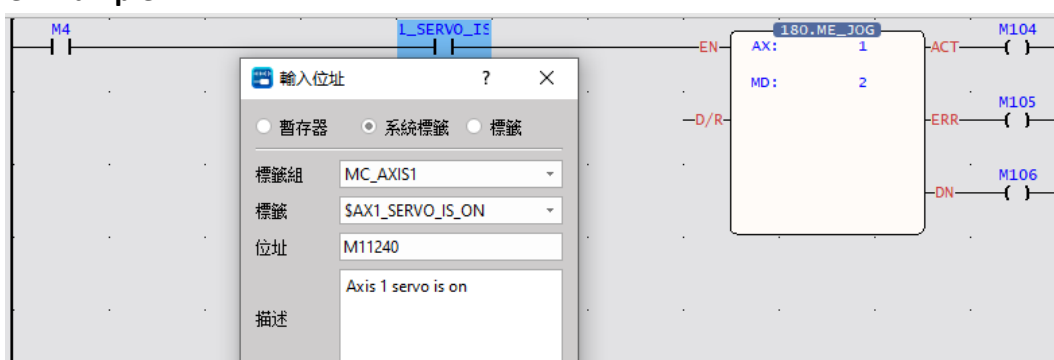 M4
L_SERVO_IS
180.ME_JOG
M104
EN
AX: 1
ACT
( )
MD: 2
M105
D/R
ERR
( )
M106
DN
( )
輸入位址 ? ×
暫存器 系統標籤 標籤
標籤組 MC_AXIS1
標籤 $AX1_SERVO_IS_ON
位址 M11240
描述 Axis 1 servo is on